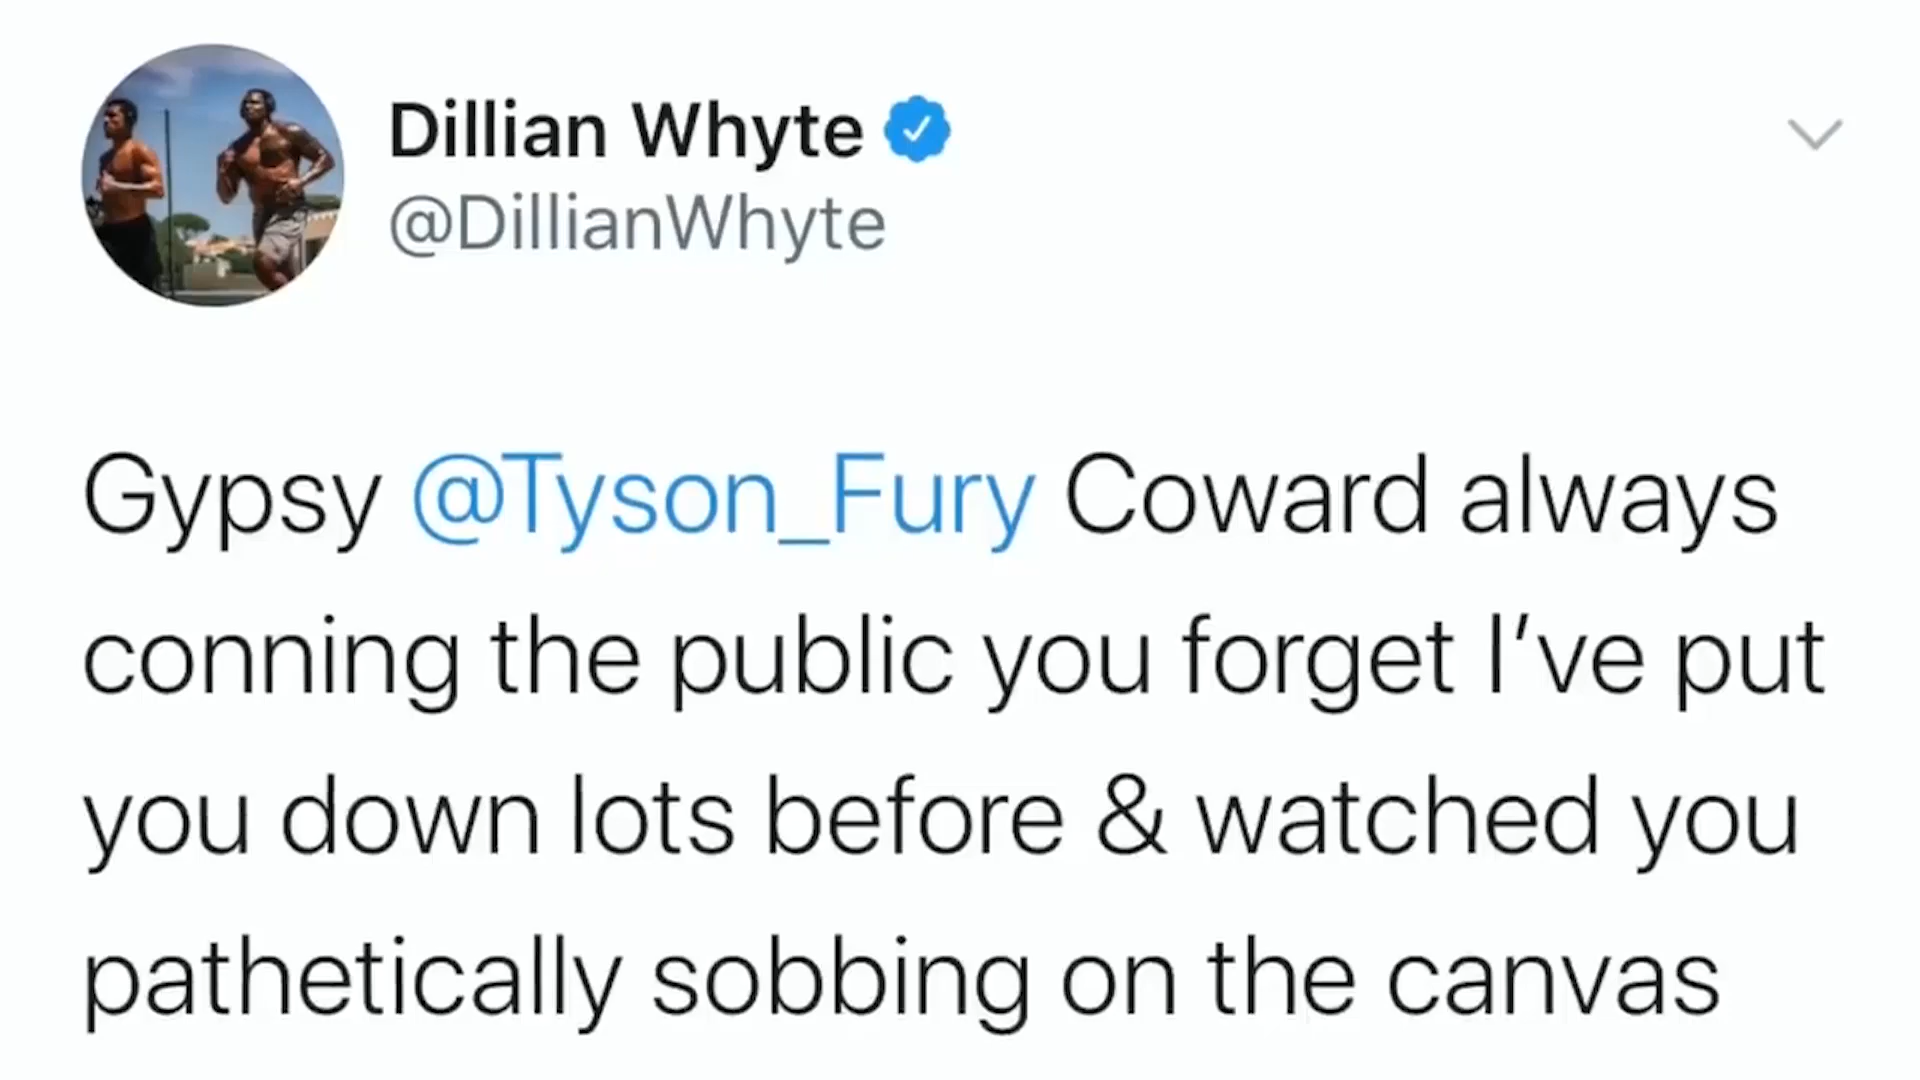 Dillian Whyte
@DillianWhyte
Gypsy @Tyson_Fury Coward always
conning the public you forget I’ve put
you down lots before & watched you
pathetically sobbing on the canvas